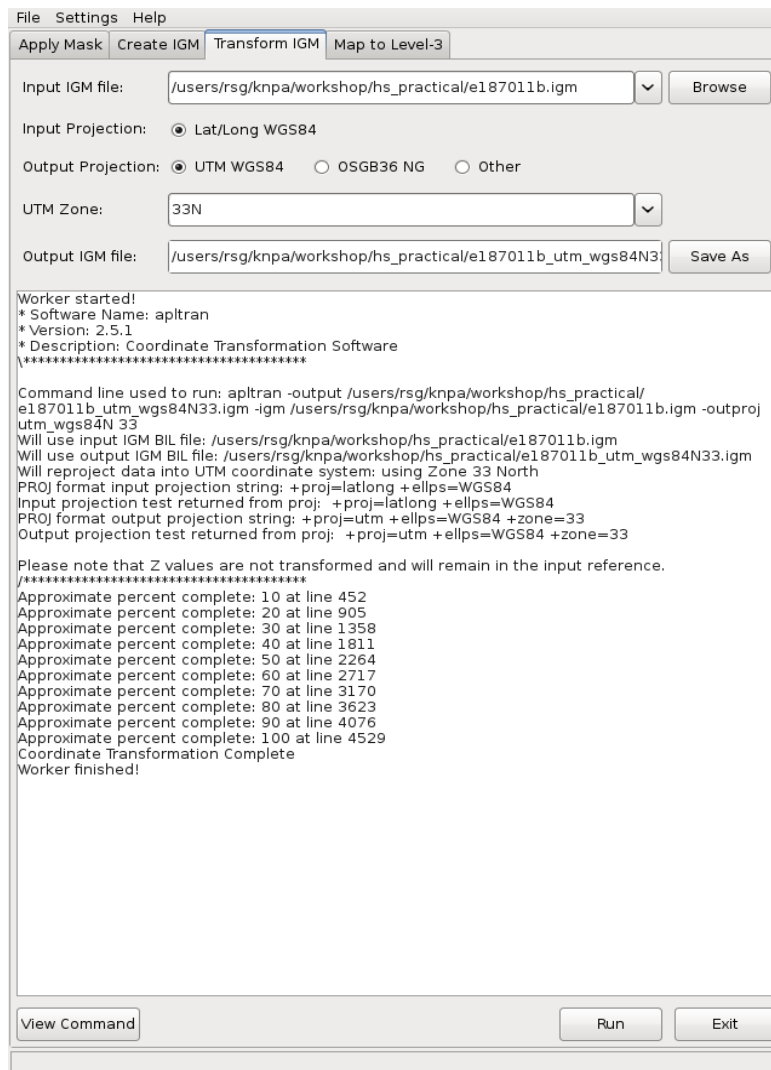 File Settings Help
Apply Mask Create IGM Transform IGM Map to Level-3
Input IGM file: /users/rsg/knpa/workshop/hs_practical/e187011b.igm Browse
Input Projection: Lat/Long WGS84
Output Projection: UTM WGS84 OSGB36 NG Other
UTM Zone: 33N
Output IGM file: /users/rsg/knpa/workshop/hs_practical/e187011b_utm_wgs84N33 Save As
Worker started!
* Software Name: apltran
* Version: 2.5.1
* Description: Coordinate Transformation Software
\***************************************
Command line used to run: apltran -output /users/rsg/knpa/workshop/hs_practical/
e187011b_utm_wgs84N33.igm -igm /users/rsg/knpa/workshop/hs_practical/e187011b.igm -outproj
utm_wgs84N 33
Will use input IGM BIL file: /users/rsg/knpa/workshop/hs_practical/e187011b.igm
Will use output IGM BIL file: /users/rsg/knpa/workshop/hs_practical/e187011b_utm_wgs84N33.igm
Will reproject data into UTM coordinate system: using Zone 33 North
PROJ format input projection string: +proj=latlong +ellps=WGS84
Input projection test returned from proj:  +proj=latlong +ellps=WGS84
PROJ format output projection string: +proj=utm +ellps=WGS84 +zone=33
Output projection test returned from proj:  +proj=utm +ellps=WGS84 +zone=33
Please note that Z values are not transformed and will remain in the input reference.
/***************************************
Approximate percent complete: 10 at line 452
Approximate percent complete: 20 at line 905
Approximate percent complete: 30 at line 1358
Approximate percent complete: 40 at line 1811
Approximate percent complete: 50 at line 2264
Approximate percent complete: 60 at line 2717
Approximate percent complete: 70 at line 3170
Approximate percent complete: 80 at line 3623
Approximate percent complete: 90 at line 4076
Approximate percent complete: 100 at line 4529
Coordinate Transformation Complete
Worker finished!
View Command Run Exit